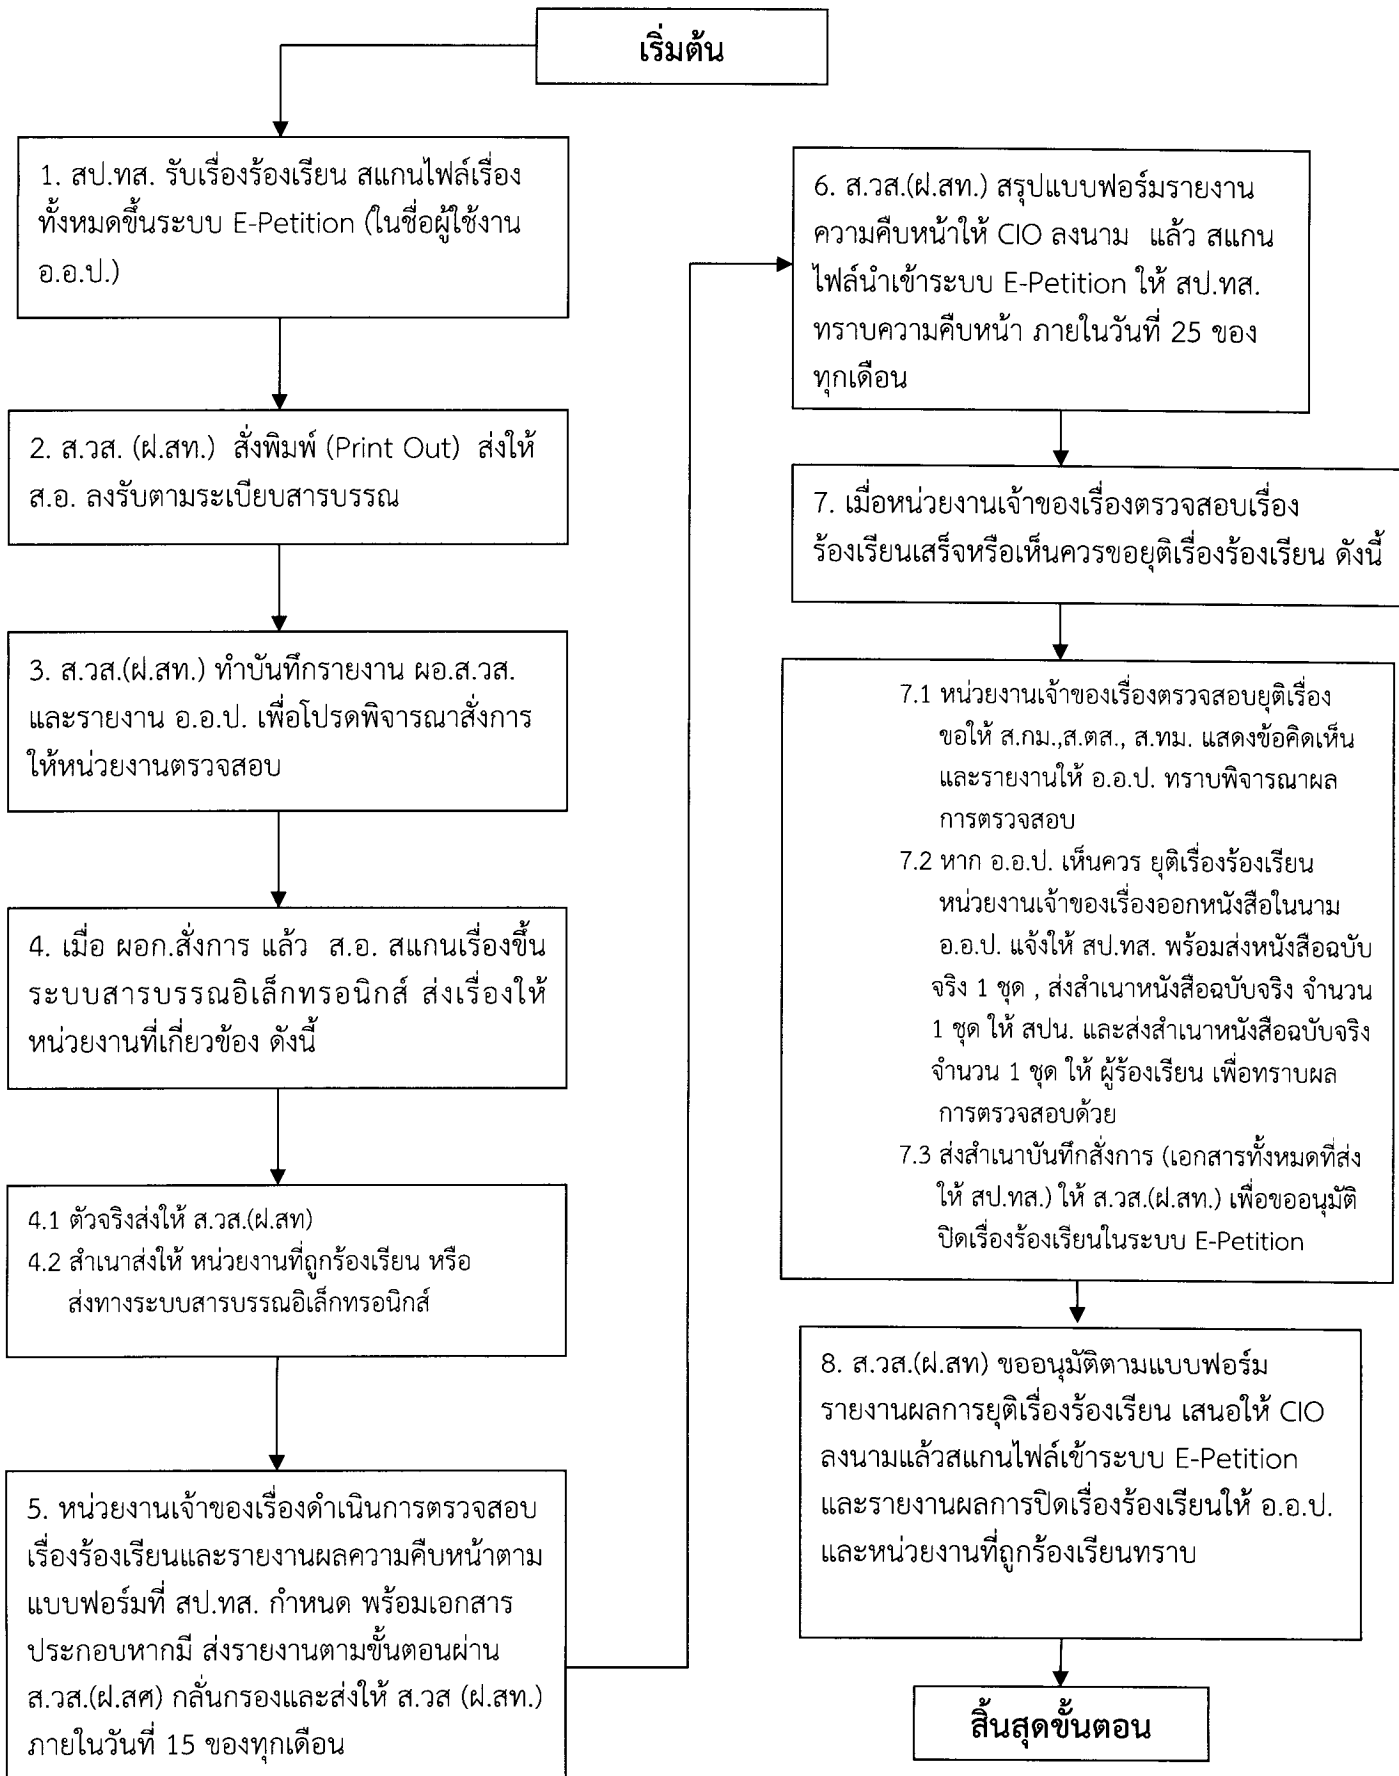 เริ่มต้น
1. สป.ทส. รับเรื่องร้องเรียน สแกนไฟล์เรื่อง
ทั้งหมดขึ้นระบบ E-Petition (ในชื่อผู้ใช้งาน
อ.อ.ป.)
2. ส.วส. (ฝ.สท.) สั่งพิมพ์ (Print Out) ส่งให้
ส.อ. ลงรับตามระเบียบสารบรรณ
3. ส.วส.(ฝ.สท.) ทำบันทึกรายงาน ผอ.ส.วส.
และรายงาน อ.อ.ป. เพื่อโปรดพิจารณาสั่งการ
ให้หน่วยงานตรวจสอบ
4. เมื่อ ผอก.สั่งการ แล้ว ส.อ. สแกนเรื่องขึ้น
ระบบสารบรรณอิเล็กทรอนิกส์ ส่งเรื่องให้
หน่วยงานที่เกี่ยวข้อง ดังนี้
4.1 ตัวจริงส่งให้ ส.วส.(ฝ.สท)
4.2 สำเนาส่งให้ หน่วยงานที่ถูกร้องเรียน หรือ
ส่งทางระบบสารบรรณอิเล็กทรอนิกส์
5. หน่วยงานเจ้าของเรื่องดำเนินการตรวจสอบ
เรื่องร้องเรียนและรายงานผลความคืบหน้าตาม
แบบฟอร์มที่ สป.ทส. กำหนด พร้อมเอกสาร
ประกอบหากมี ส่งรายงานตามขั้นตอนผ่าน
ส.วส.(ฝ.สศ) กลั่นกรองและส่งให้ ส.วส (ฝ.สท.)
ภายในวันที่ 15 ของทุกเดือน
6. ส.วส.(ฝ.สท.) สรุปแบบฟอร์มรายงาน
ความคืบหน้าให้ CIO ลงนาม แล้ว สแกน
ไฟล์นำเข้าระบบ E-Petition ให้ สป.ทส.
ทราบความคืบหน้า ภายในวันที่ 25 ของ
ทุกเดือน
7. เมื่อหน่วยงานเจ้าของเรื่องตรวจสอบเรื่อง
ร้องเรียนเสร็จหรือเห็นควรขอยุติเรื่องร้องเรียน ดังนี้
7.1 หน่วยงานเจ้าของเรื่องตรวจสอบยุติเรื่อง
ขอให้ ส.กม.,ส.ตส., ส.ทม. แสดงข้อคิดเห็น
และรายงานให้ อ.อ.ป. ทราบพิจารณาผล
การตรวจสอบ
7.2 หาก อ.อ.ป. เห็นควร ยุติเรื่องร้องเรียน
หน่วยงานเจ้าของเรื่องออกหนังสือในนาม
อ.อ.ป. แจ้งให้ สป.ทส. พร้อมส่งหนังสือฉบับ
จริง 1 ชุด , ส่งสำเนาหนังสือฉบับจริง จำนวน
1 ชุด ให้ สปน. และส่งสำเนาหนังสือฉบับจริง
จำนวน 1 ชุด ให้ ผู้ร้องเรียน เพื่อทราบผล
การตรวจสอบด้วย
7.3 ส่งสำเนาบันทึกสั่งการ (เอกสารทั้งหมดที่ส่ง
ให้ สป.ทส.) ให้ ส.วส.(ฝ.สท.) เพื่อขออนุมัติ
ปิดเรื่องร้องเรียนในระบบ E-Petition
8. ส.วส.(ฝ.สท) ขออนุมัติตามแบบฟอร์ม
รายงานผลการยุติเรื่องร้องเรียน เสนอให้ CIO
ลงนามแล้วสแกนไฟล์เข้าระบบ E-Petition
และรายงานผลการปิดเรื่องร้องเรียนให้ อ.อ.ป.
และหน่วยงานที่ถูกร้องเรียนทราบ
สิ้นสุดขั้นตอน